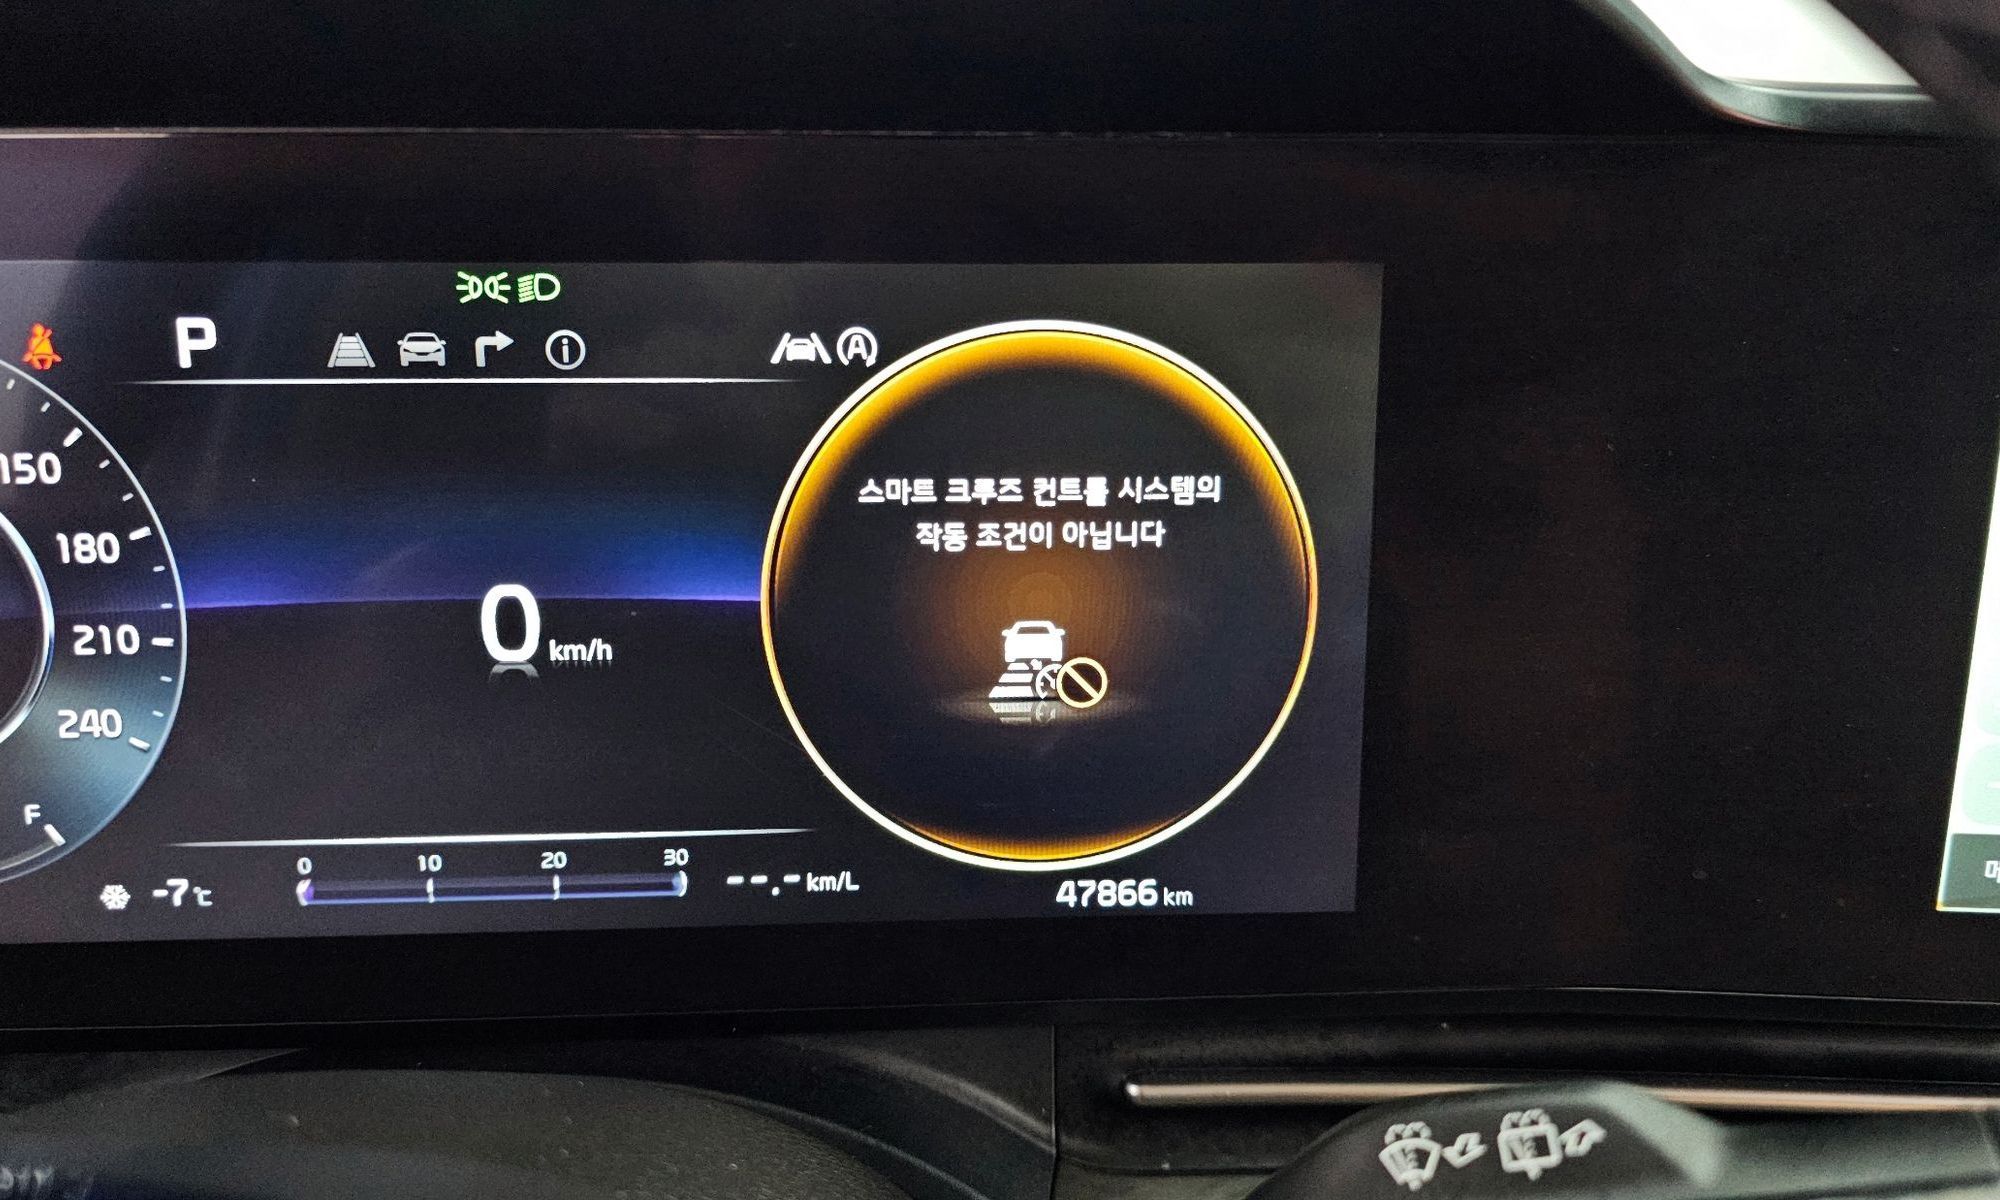 P
A
150
180
210
240
F
스마트 크루즈 컨트롤 시스템의
작동 조건이 아닙니다
0 km/h
0 10 20 30
-7℃
--.- km/L
47866 km